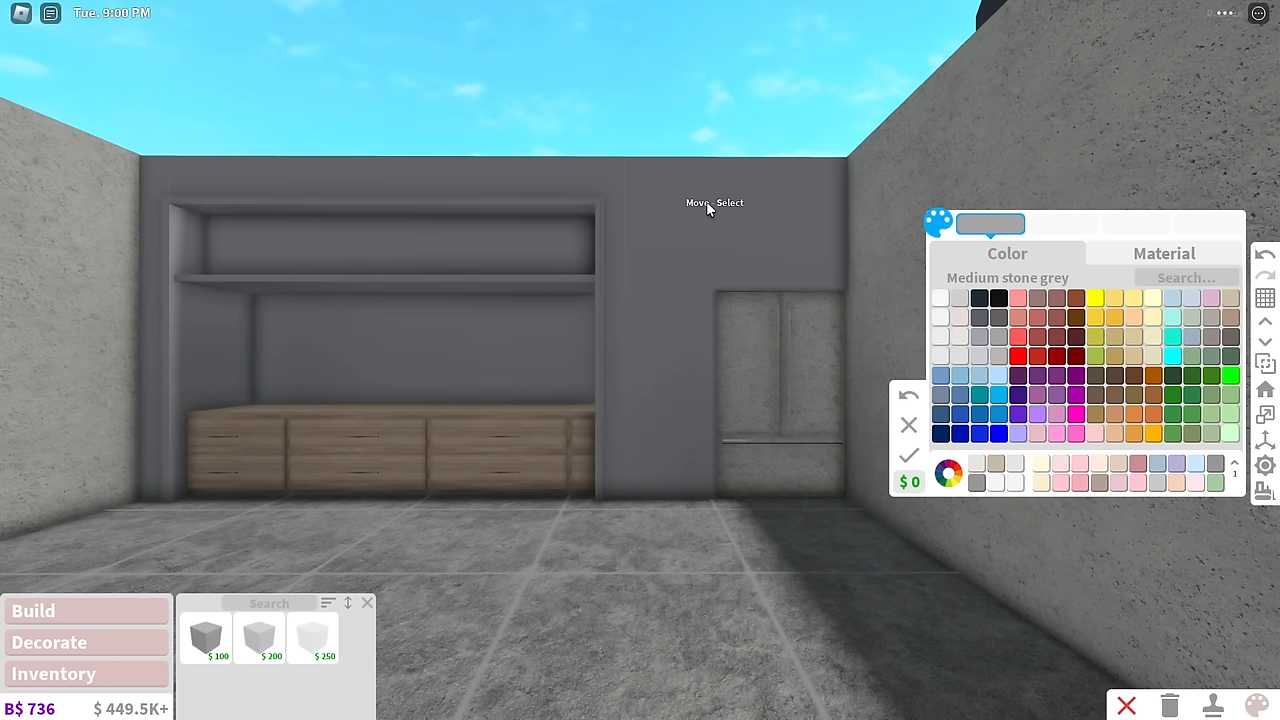 Tue. 9:00 PM
Move - Select
Color
Material
Medium stone grey
Search...
$ 0
1
Build
Decorate
Inventory
B$ 736
$ 449.5K+
Search
$ 100
$ 200
$ 250